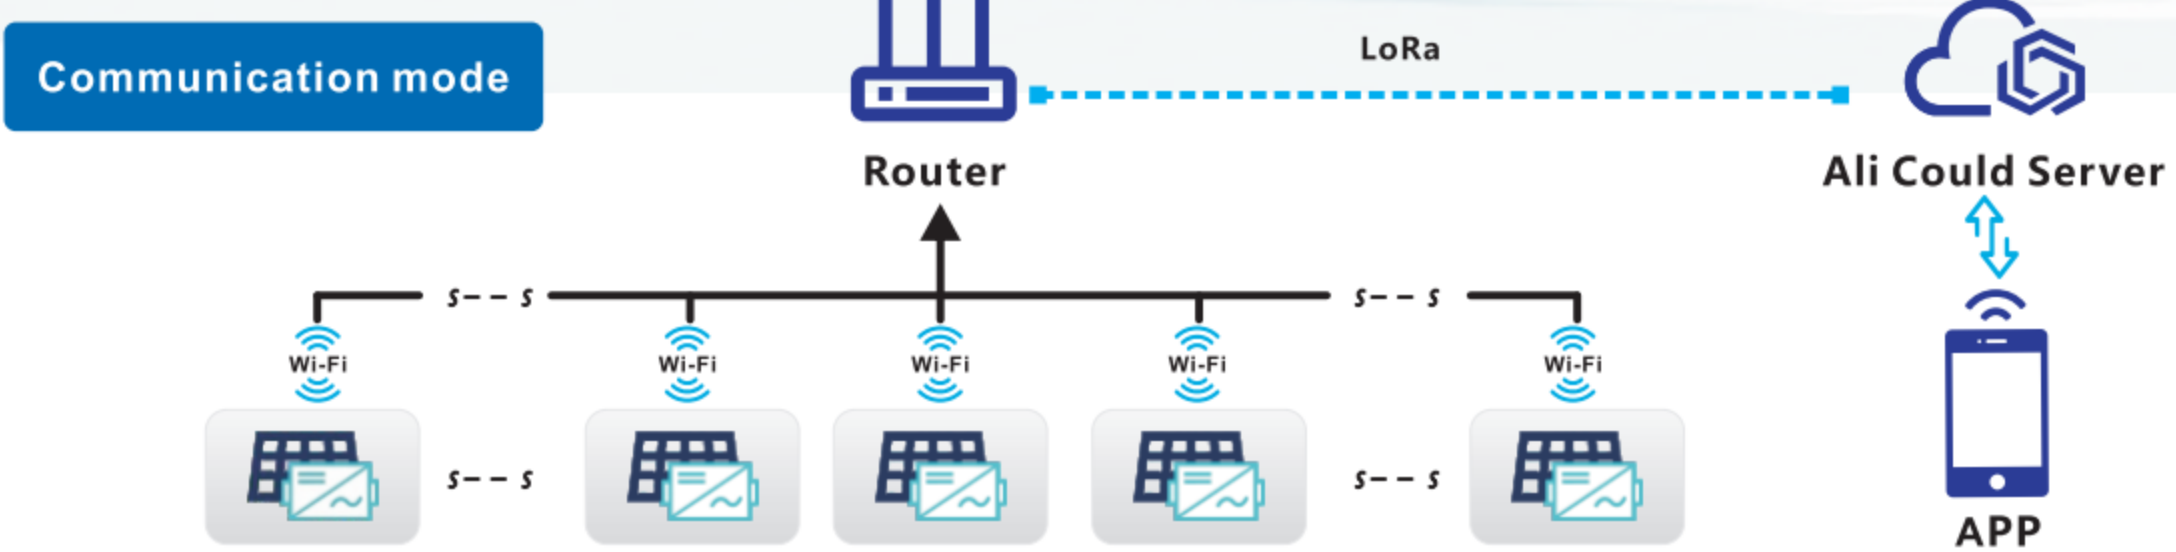 Communication mode
LoRa
Router
Ali Could Server
s-- s
s-- s
Wi-Fi
Wi-Fi
Wi-Fi
Wi-Fi
Wi-Fi
s-- s
s-- s
APP